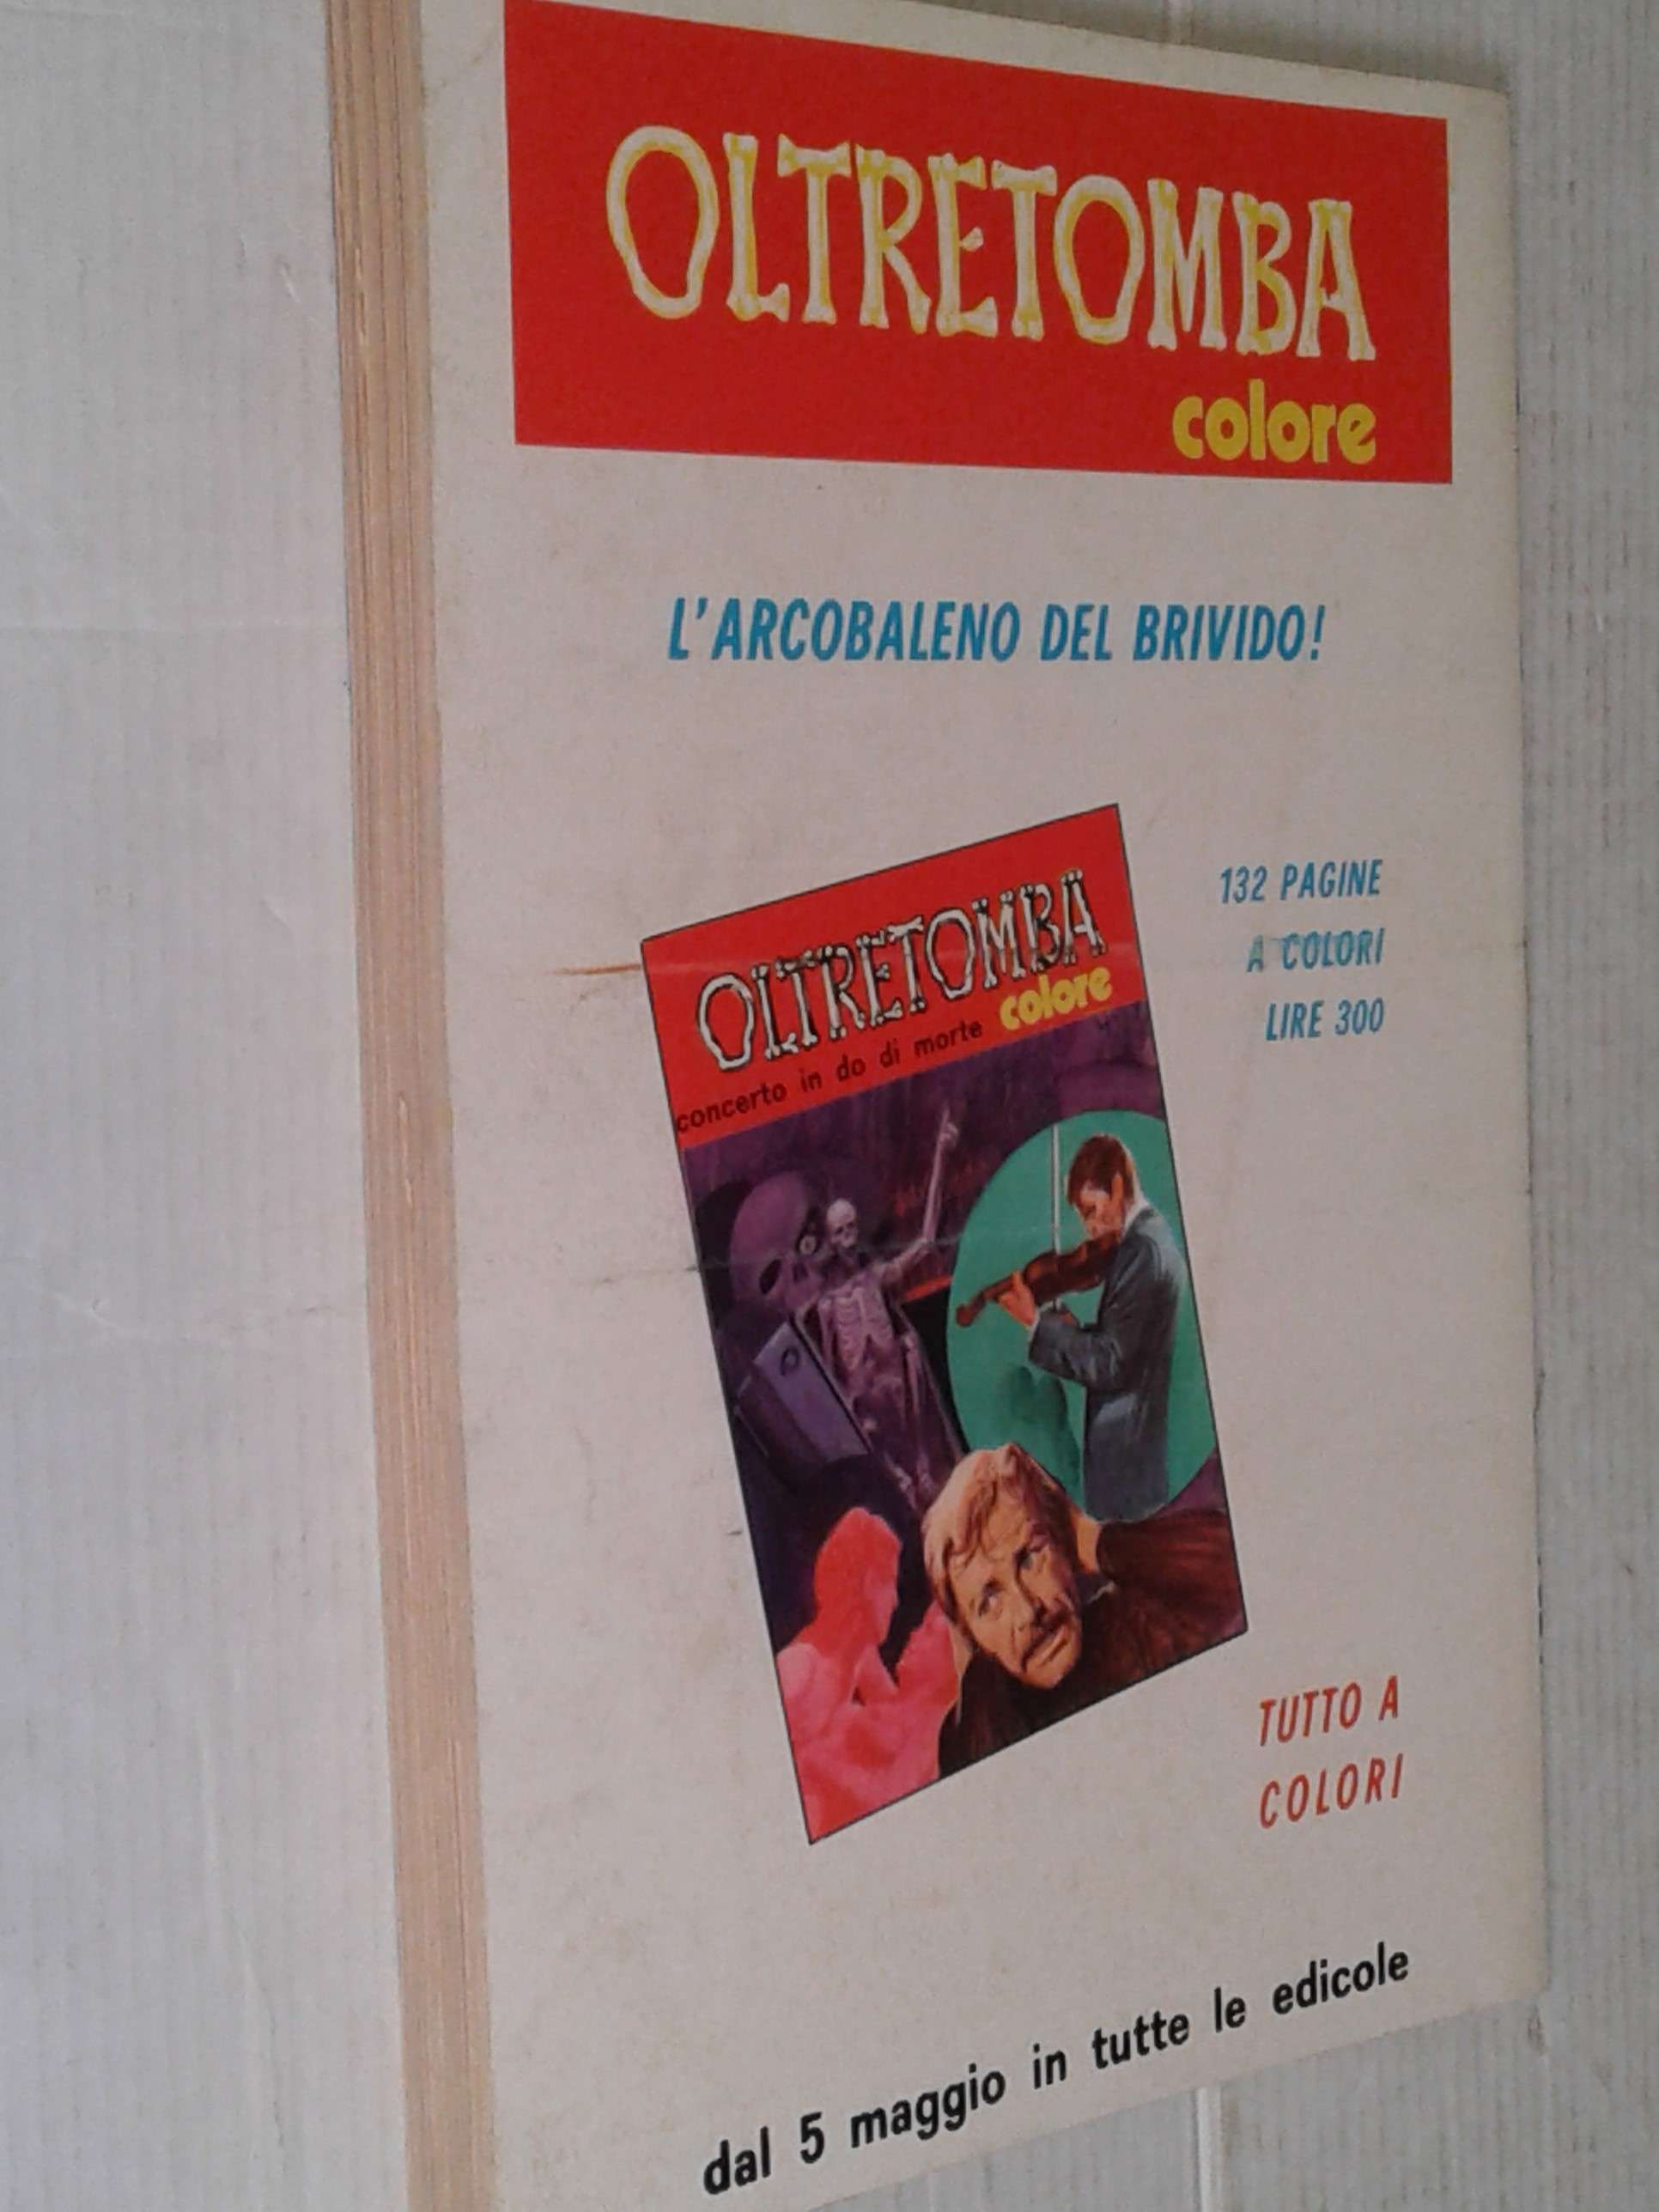 OLTRETOMBA
colore
L'ARCOBALENO DEL BRIVIDO!
132 PAGINE
A COLORI
LIRE 300
OLTRETOMBA
colore
concerto in do di morte
TUTTO A
COLORI
dal 5 maggio in tutte le edicole